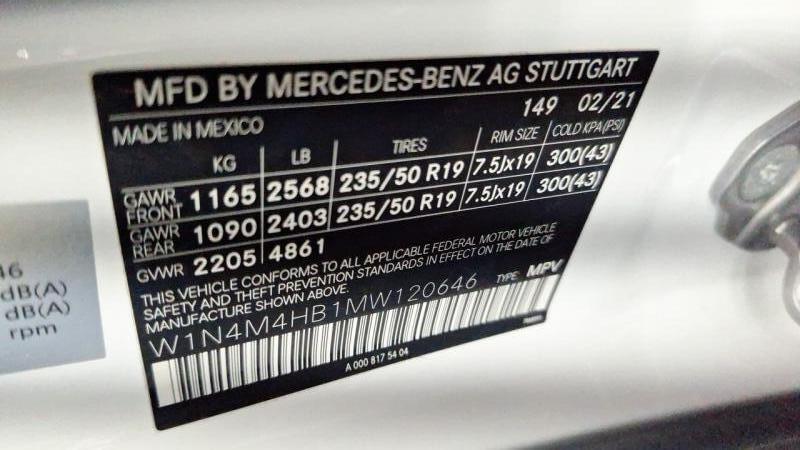 MFD BY MERCEDES-BENZ AG STUTTGART
149 02/21
MADE IN MEXICO
KG LB TIRES RIM SIZE COLD KPA(PSI)
GAWR FRONT 1165 2568 235/50 R19 7.5Jx19 300(43)
GAWR REAR 1090 2403 235/50 R19 7.5Jx19 300(43)
GVWR 2205 4861
THIS VEHICLE CONFORMS TO ALL APPLICABLE FEDERAL MOTOR VEHICLE
SAFETY AND THEFT PREVENTION STANDARDS IN EFFECT ON THE DATE OF
MANUFACTURE SHOWN ABOVE.
W1N4M4HB1MW120646 TYPE: MPV
A 000 817 54 04
46
dB(A)
dB(A)
rpm